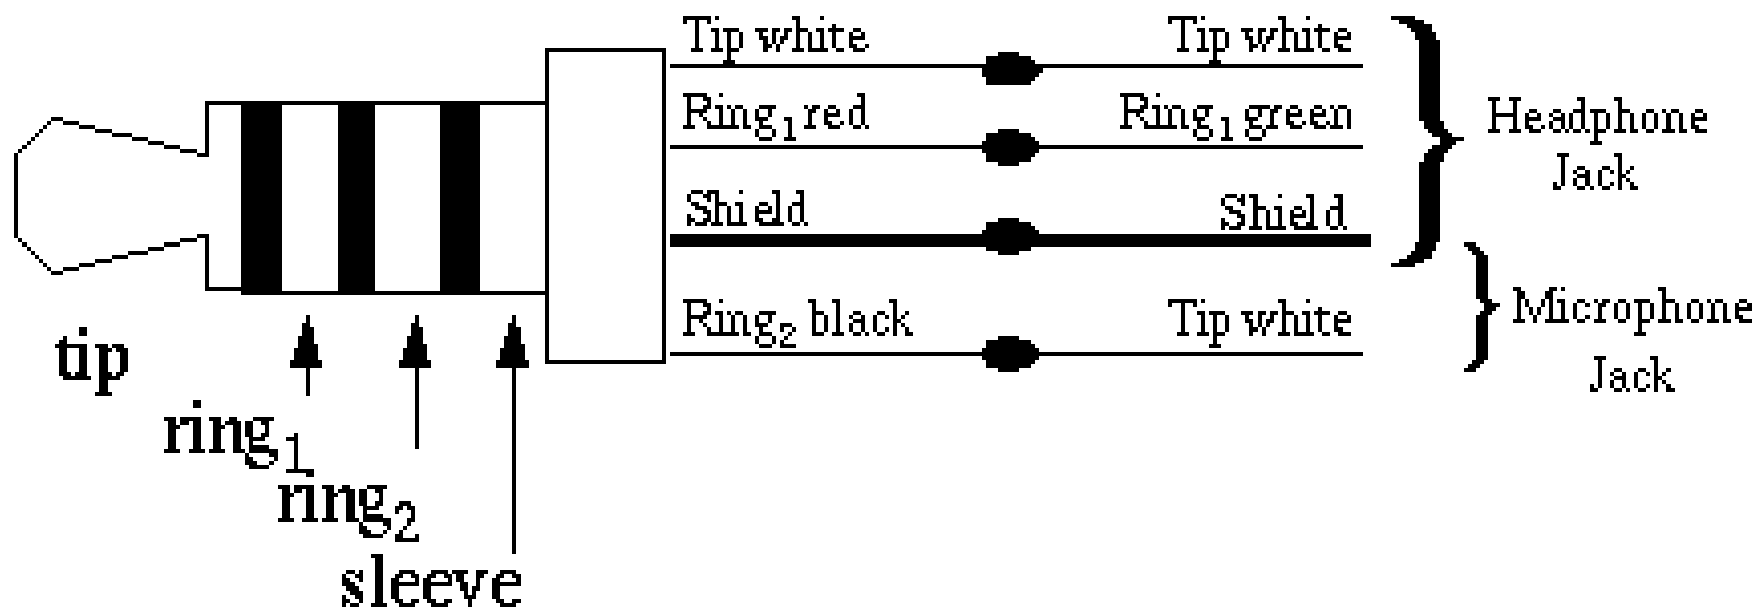 Tip white
Tip white
Ring1 red
Ring1 green
Headphone
Jack
Shield
Shield
Ring2 black
Tip white
Microphone
Jack
tip
ring1
ring2
sleeve